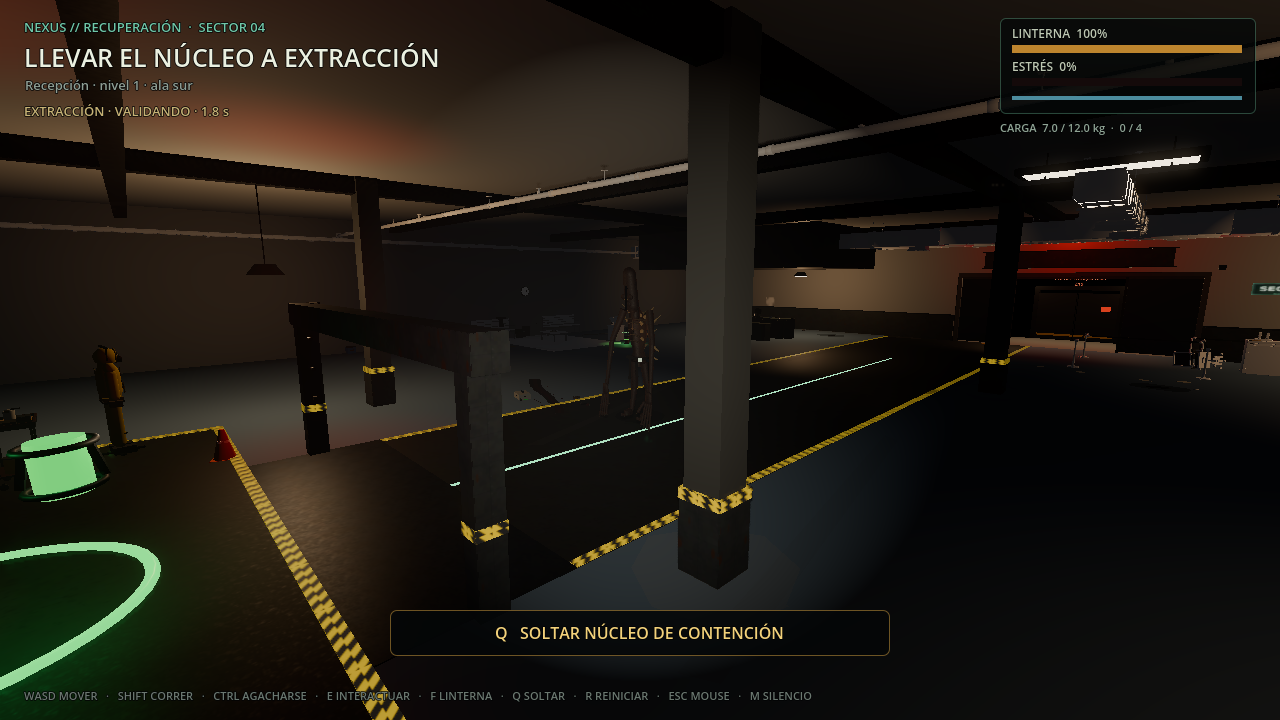 NEXUS // RECUPERACIÓN · SECTOR 04
LLEVAR EL NÚCLEO A EXTRACCIÓN
Recepción · nivel 1 · ala sur
EXTRACCIÓN · VALIDANDO · 1.8 s
LINTERNA 100%
ESTRÉS 0%
CARGA 7.0 / 12.0 kg · 0 / 4
Q SOLTAR NÚCLEO DE CONTENCIÓN
WASD MOVER · SHIFT CORRER · CTRL AGACHARSE · E INTERACTUAR · F LINTERNA · Q SOLTAR · R REINICIAR · ESC MOUSE · M SILENCIO